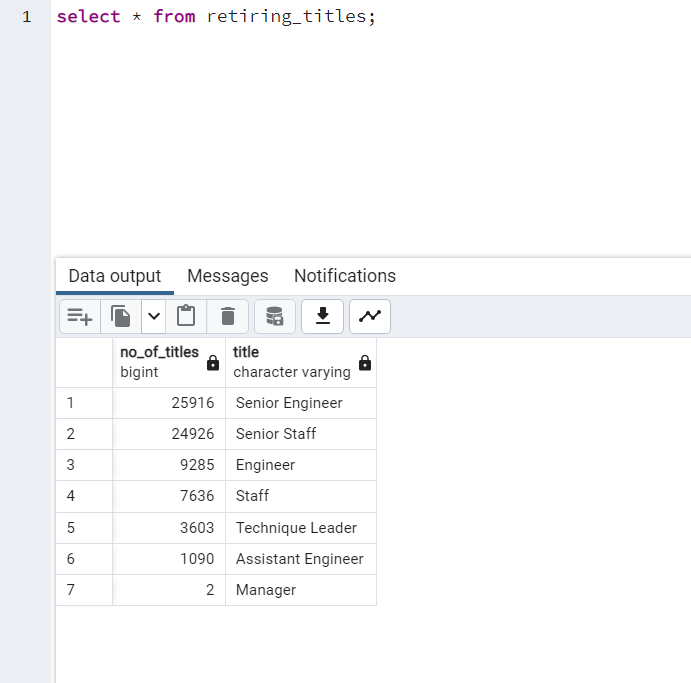 1 select * from retiring_titles;
Data output Messages Notifications
no_of_titles title
bigint character varying
1 25916 Senior Engineer
2 24926 Senior Staff
3 9285 Engineer
4 7636 Staff
5 3603 Technique Leader
6 1090 Assistant Engineer
7 2 Manager